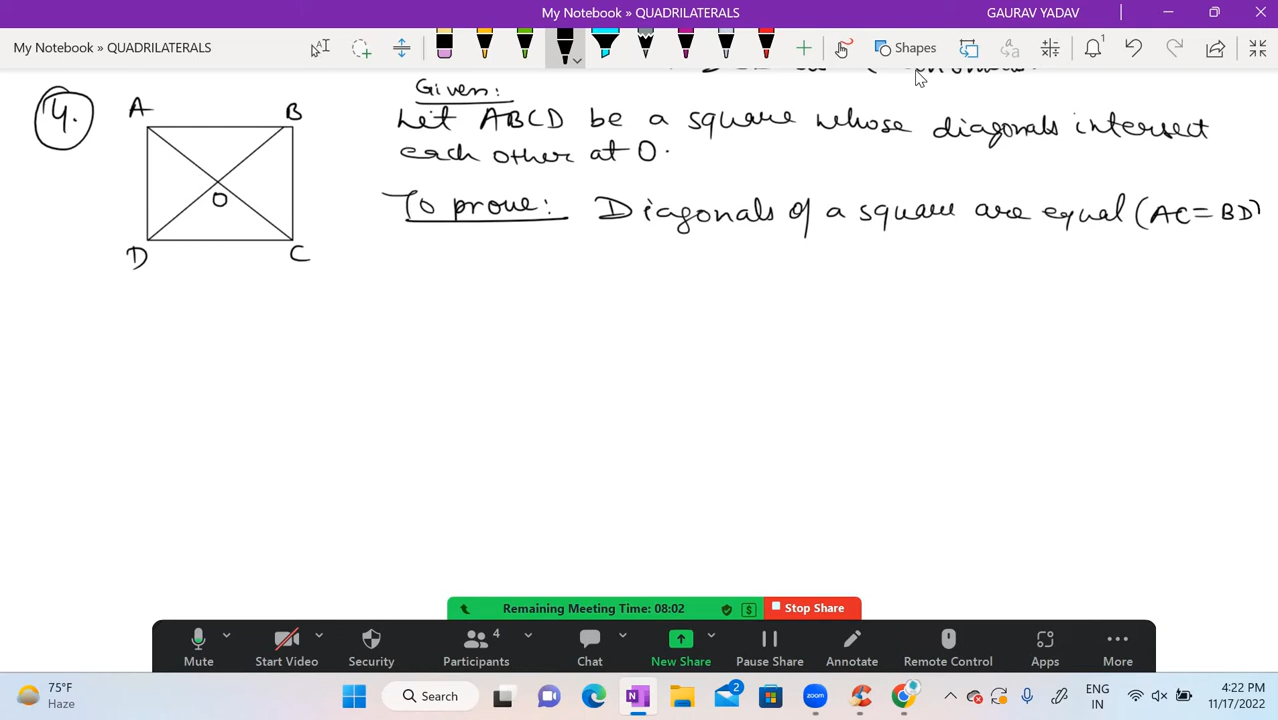 My Notebook » QUADRILATERALS
GAURAV YADAV
My Notebook » QUADRILATERALS
Shapes
Given:
4.
A
B
Let ABCD be a square whose diagonals intersect
each other at O.
O
To prove: Diagonals of a square are equal (AC = BD)
D
C
Remaining Meeting Time: 08:02
Stop Share
4
Mute
Start Video
Security
Participants
Chat
New Share
Pause Share
Annotate
Remote Control
Apps
More
75°F
Haze
Search
zoom
2
ENG
IN
4:22 PM
11/17/2022